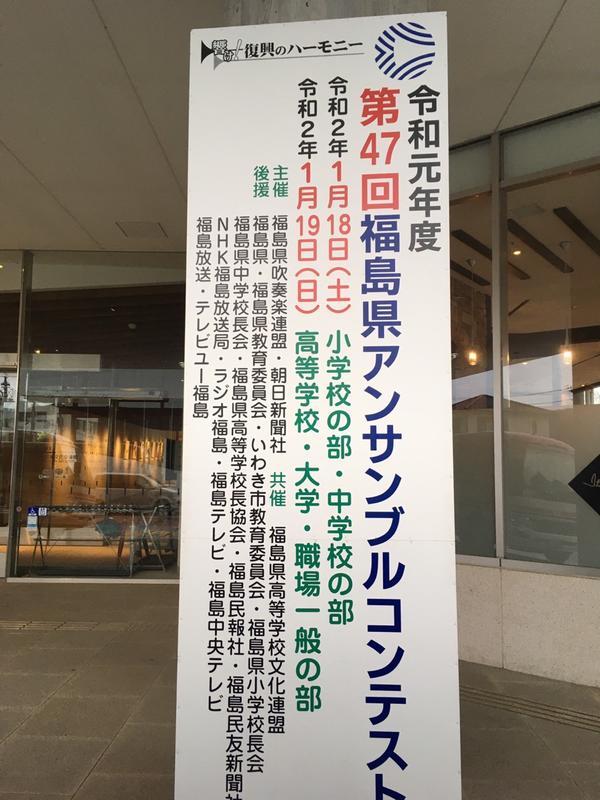 響け！復興のハーモニー
令和元年度
第47回福島県アンサンブルコンテスト
令和2年1月18日（土） 小学校の部・中学校の部
令和2年1月19日（日） 高等学校・大学・職場一般の部
主催 福島県吹奏楽連盟・朝日新聞社 共催 福島県高等学校文化連盟
後援 福島県・福島県教育委員会・いわき市教育委員会・福島県小学校長会
福島県中学校長会・福島県高等学校長協会・福島民報社・福島民友新聞社
NHK福島放送局・ラジオ福島・福島テレビ・福島中央テレビ
福島放送・テレビユー福島